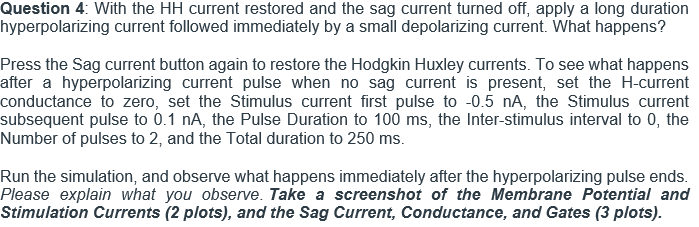 Question 4: With the HH current restored and the sag current turned off, apply a long duration
hyperpolarizing current followed immediately by a small depolarizing current. What happens?
Press the Sag current button again to restore the Hodgkin Huxley currents. To see what happens
after a hyperpolarizing current pulse when no sag current is present, set the H-current
conductance to zero, set the Stimulus current first pulse to -0.5 nA, the Stimulus current
subsequent pulse to 0.1 nA, the Pulse Duration to 100 ms, the Inter-stimulus interval to 0, the
Number of pulses to 2, and the Total duration to 250 ms.
Run the simulation, and observe what happens immediately after the hyperpolarizing pulse ends.
Please explain what you observe. Take a screenshot of the Membrane Potential and
Stimulation Currents (2 plots), and the Sag Current, Conductance, and Gates (3 plots).